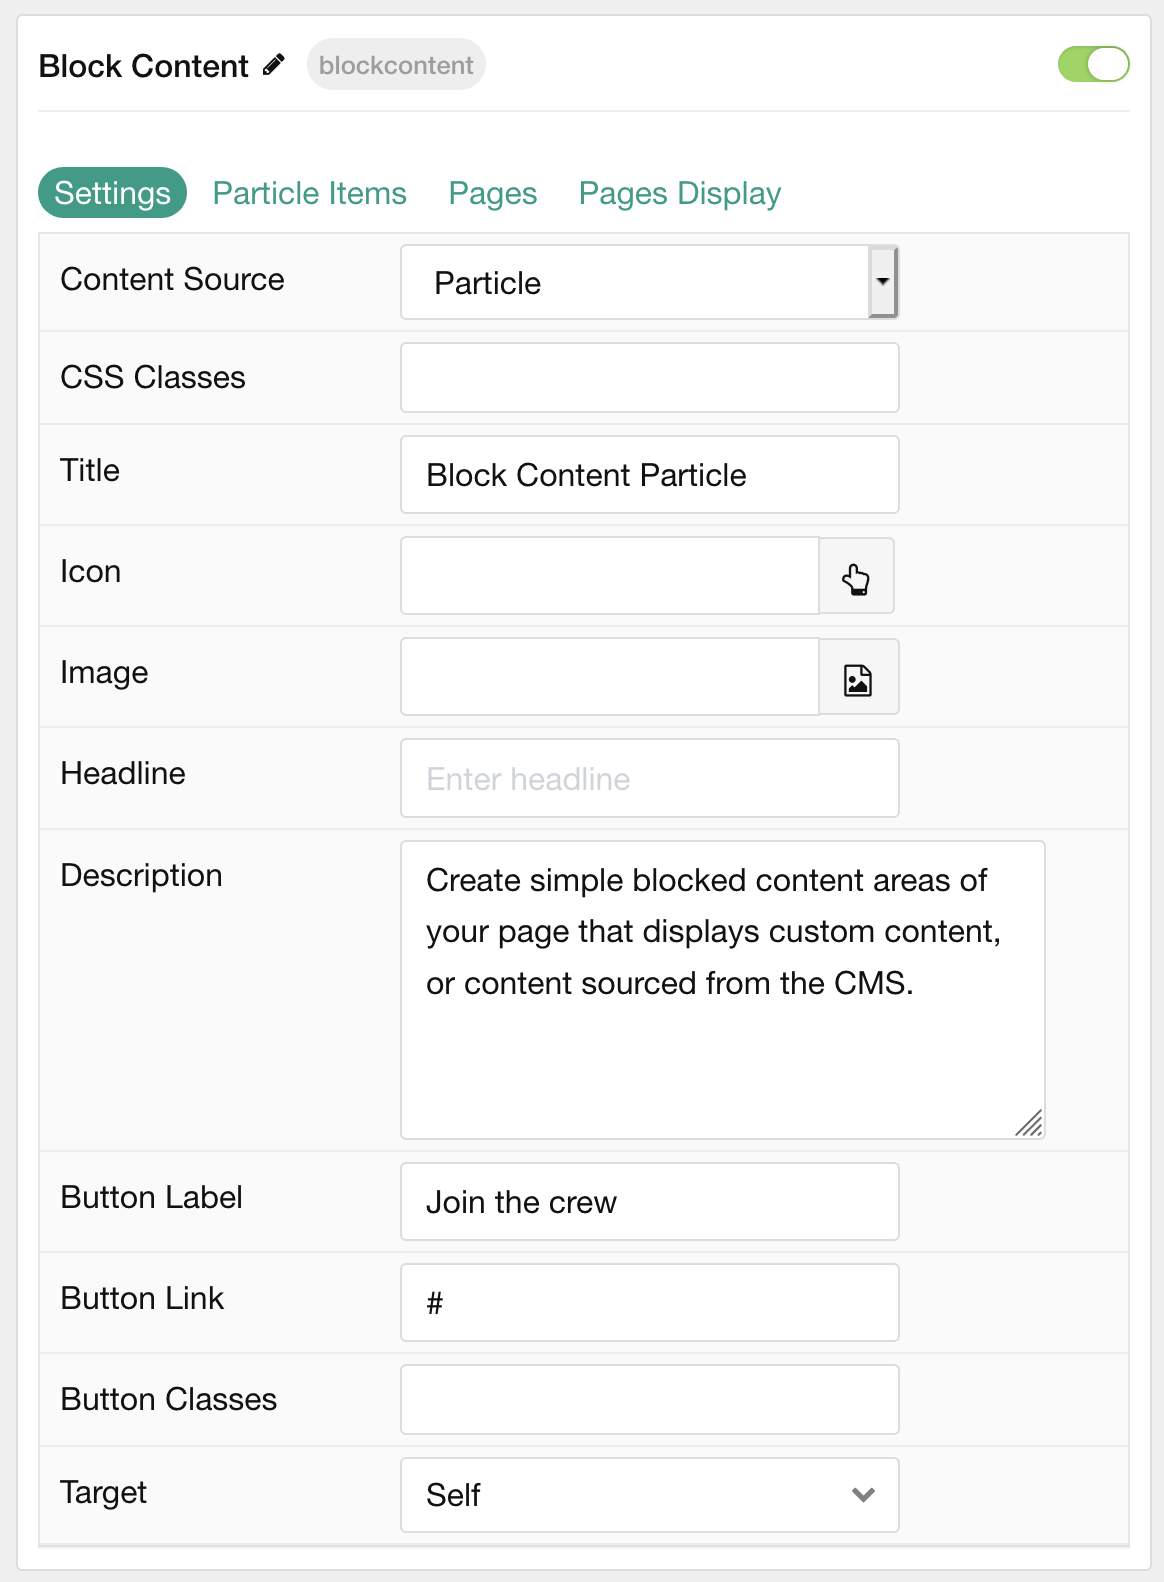 Block Content blockcontent
Settings Particle Items Pages Pages Display
Content Source Particle
CSS Classes
Title Block Content Particle
Icon
Image
Headline Enter headline
Description Create simple blocked content areas of
your page that displays custom content,
or content sourced from the CMS.
Button Label Join the crew
Button Link #
Button Classes
Target Self